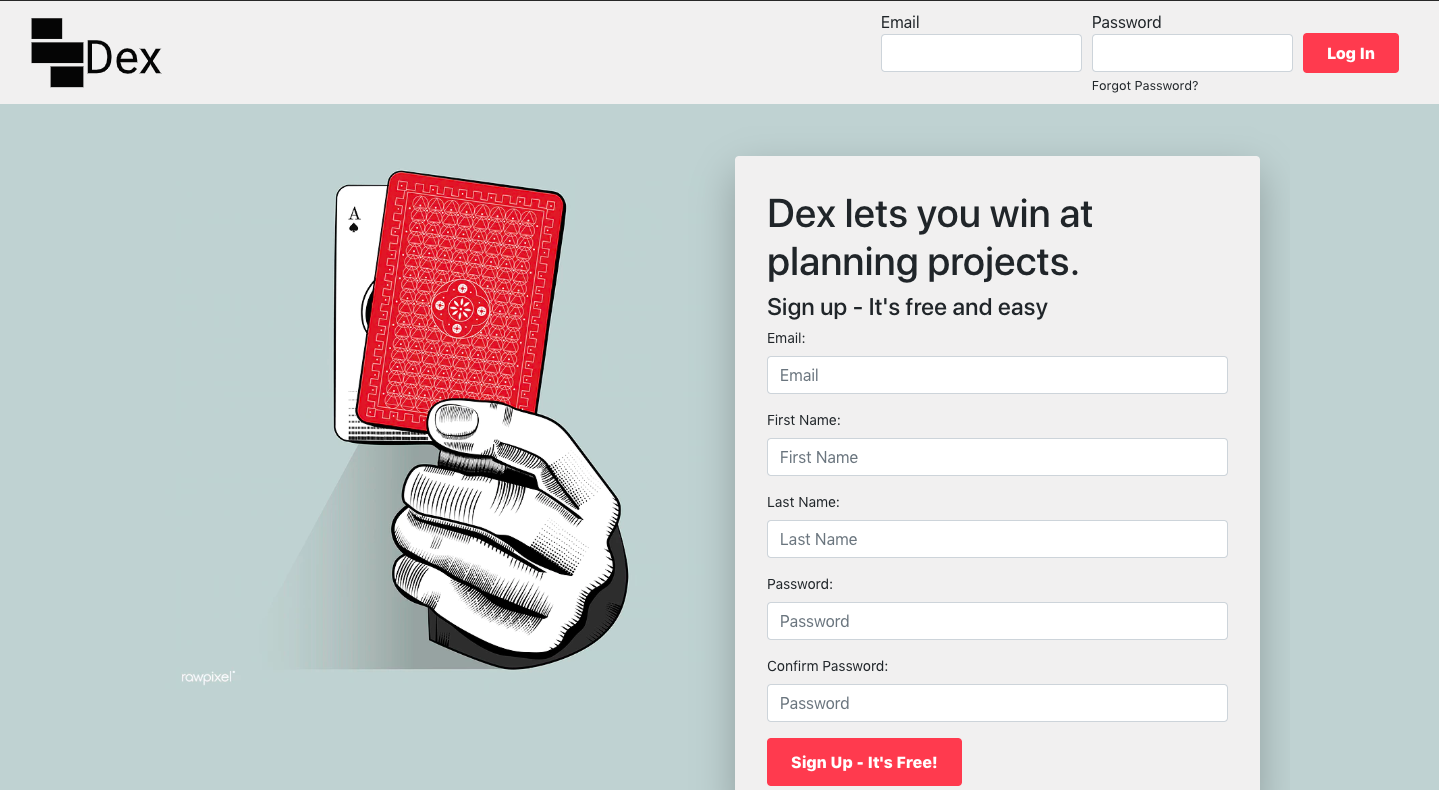 Dex
Email
Password
Log In
Forgot Password?
A
rawpixel
Dex lets you win at
planning projects.
Sign up - It's free and easy
Email:
Email
First Name:
First Name
Last Name:
Last Name
Password:
Password
Confirm Password:
Password
Sign Up - It's Free!